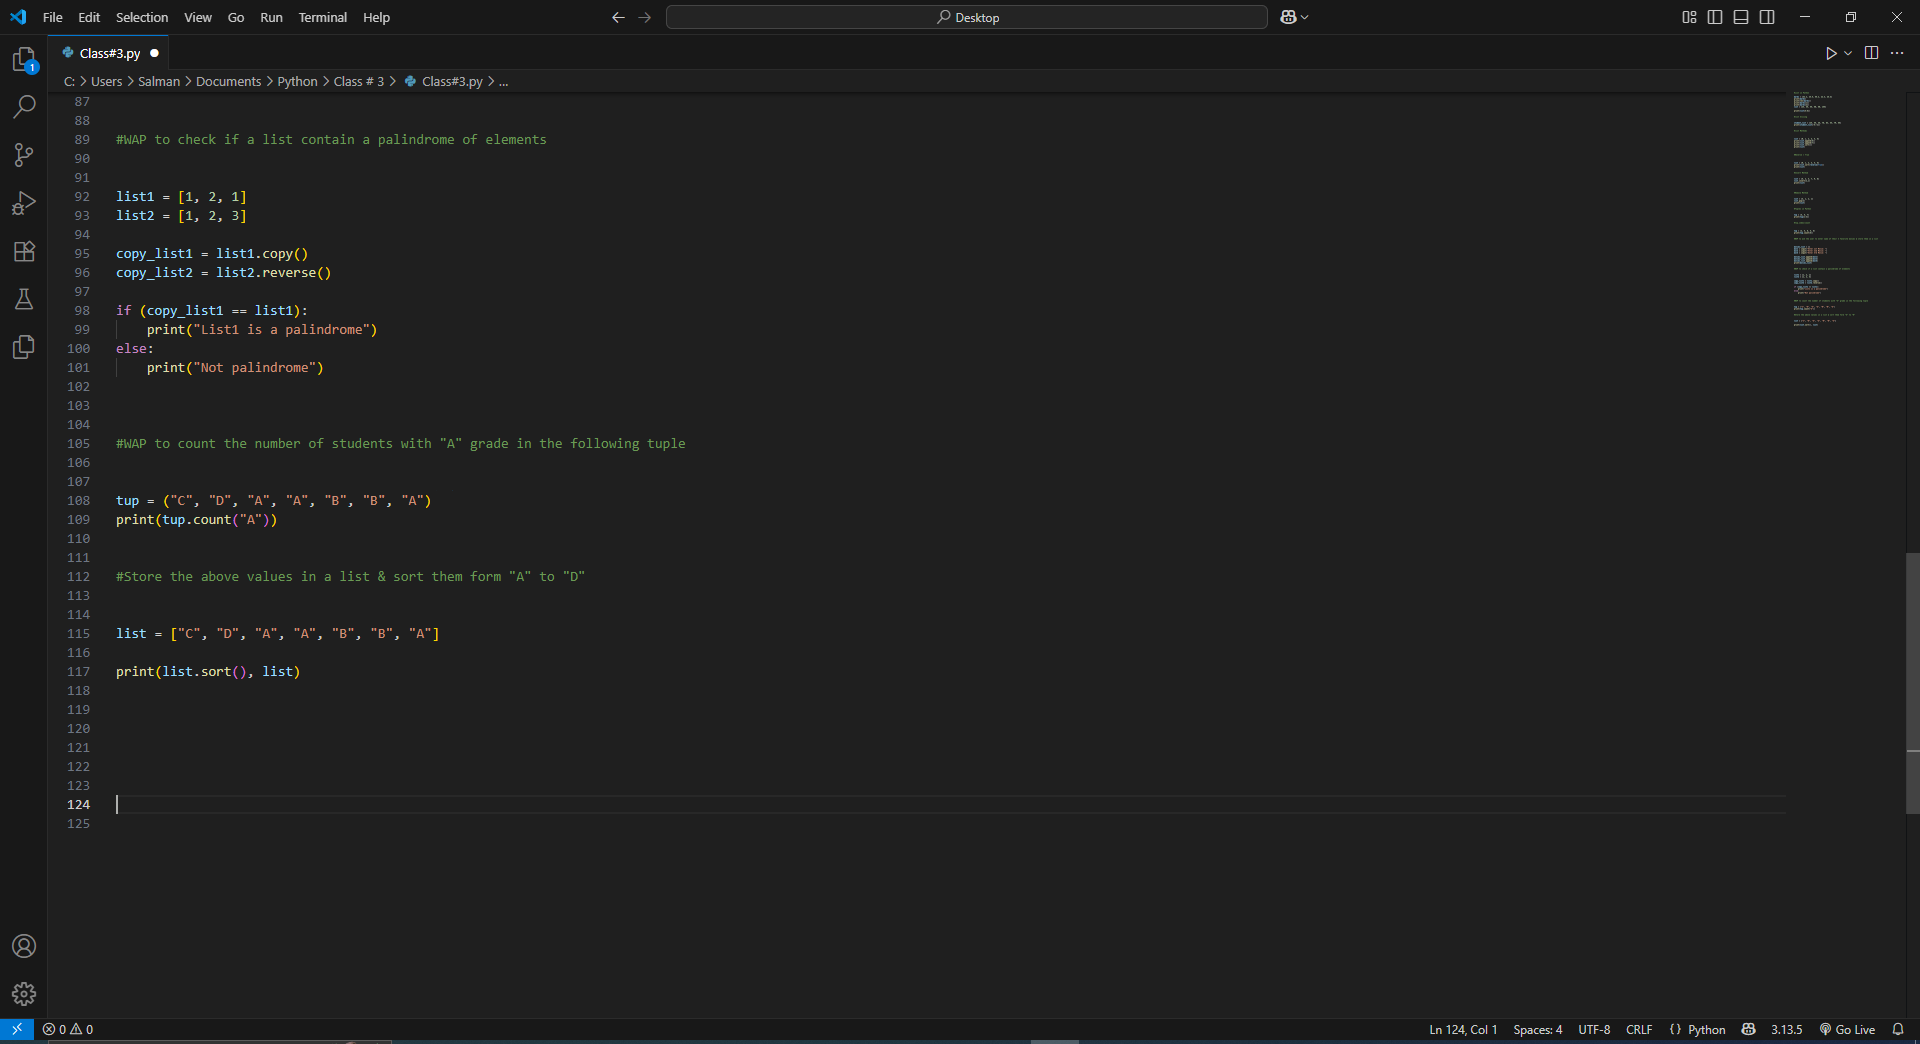 File Edit Selection View Go Run Terminal Help
Desktop
Class#3.py
C: > Users > Salman > Documents > Python > Class # 3 > Class#3.py > ...
1
87
88
89 #WAP to check if a list contain a palindrome of elements
90
91
92 list1 = [1, 2, 1]
93 list2 = [1, 2, 3]
94
95 copy_list1 = list1.copy()
96 copy_list2 = list2.reverse()
97
98 if (copy_list1 == list1):
99     print("List1 is a palindrome")
100 else:
101     print("Not palindrome")
102
103
104
105 #WAP to count the number of students with "A" grade in the following tuple
106
107
108 tup = ("C", "D", "A", "A", "B", "B", "A")
109 print(tup.count("A"))
110
111
112 #Store the above values in a list & sort them form "A" to "D"
113
114
115 list = ["C", "D", "A", "A", "B", "B", "A"]
116
117 print(list.sort(), list)
118
119
120
121
122
123
124
125
0 0 Ln 124, Col 1 Spaces: 4 UTF-8 CRLF {} Python 3.13.5 Go Live